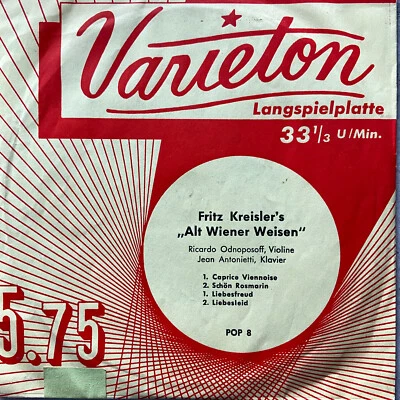 Varieton
Langspielplatte
33 1/3 U/Min.
Fritz Kreisler's
„Alt Wiener Weisen"
Ricardo Odnoposoff, Violine
Jean Antonietti, Klavier
1. Caprice Viennoise
2. Schön Rosmarin
1. Liebesfreud
2. Liebesleid
POP 8
5.75